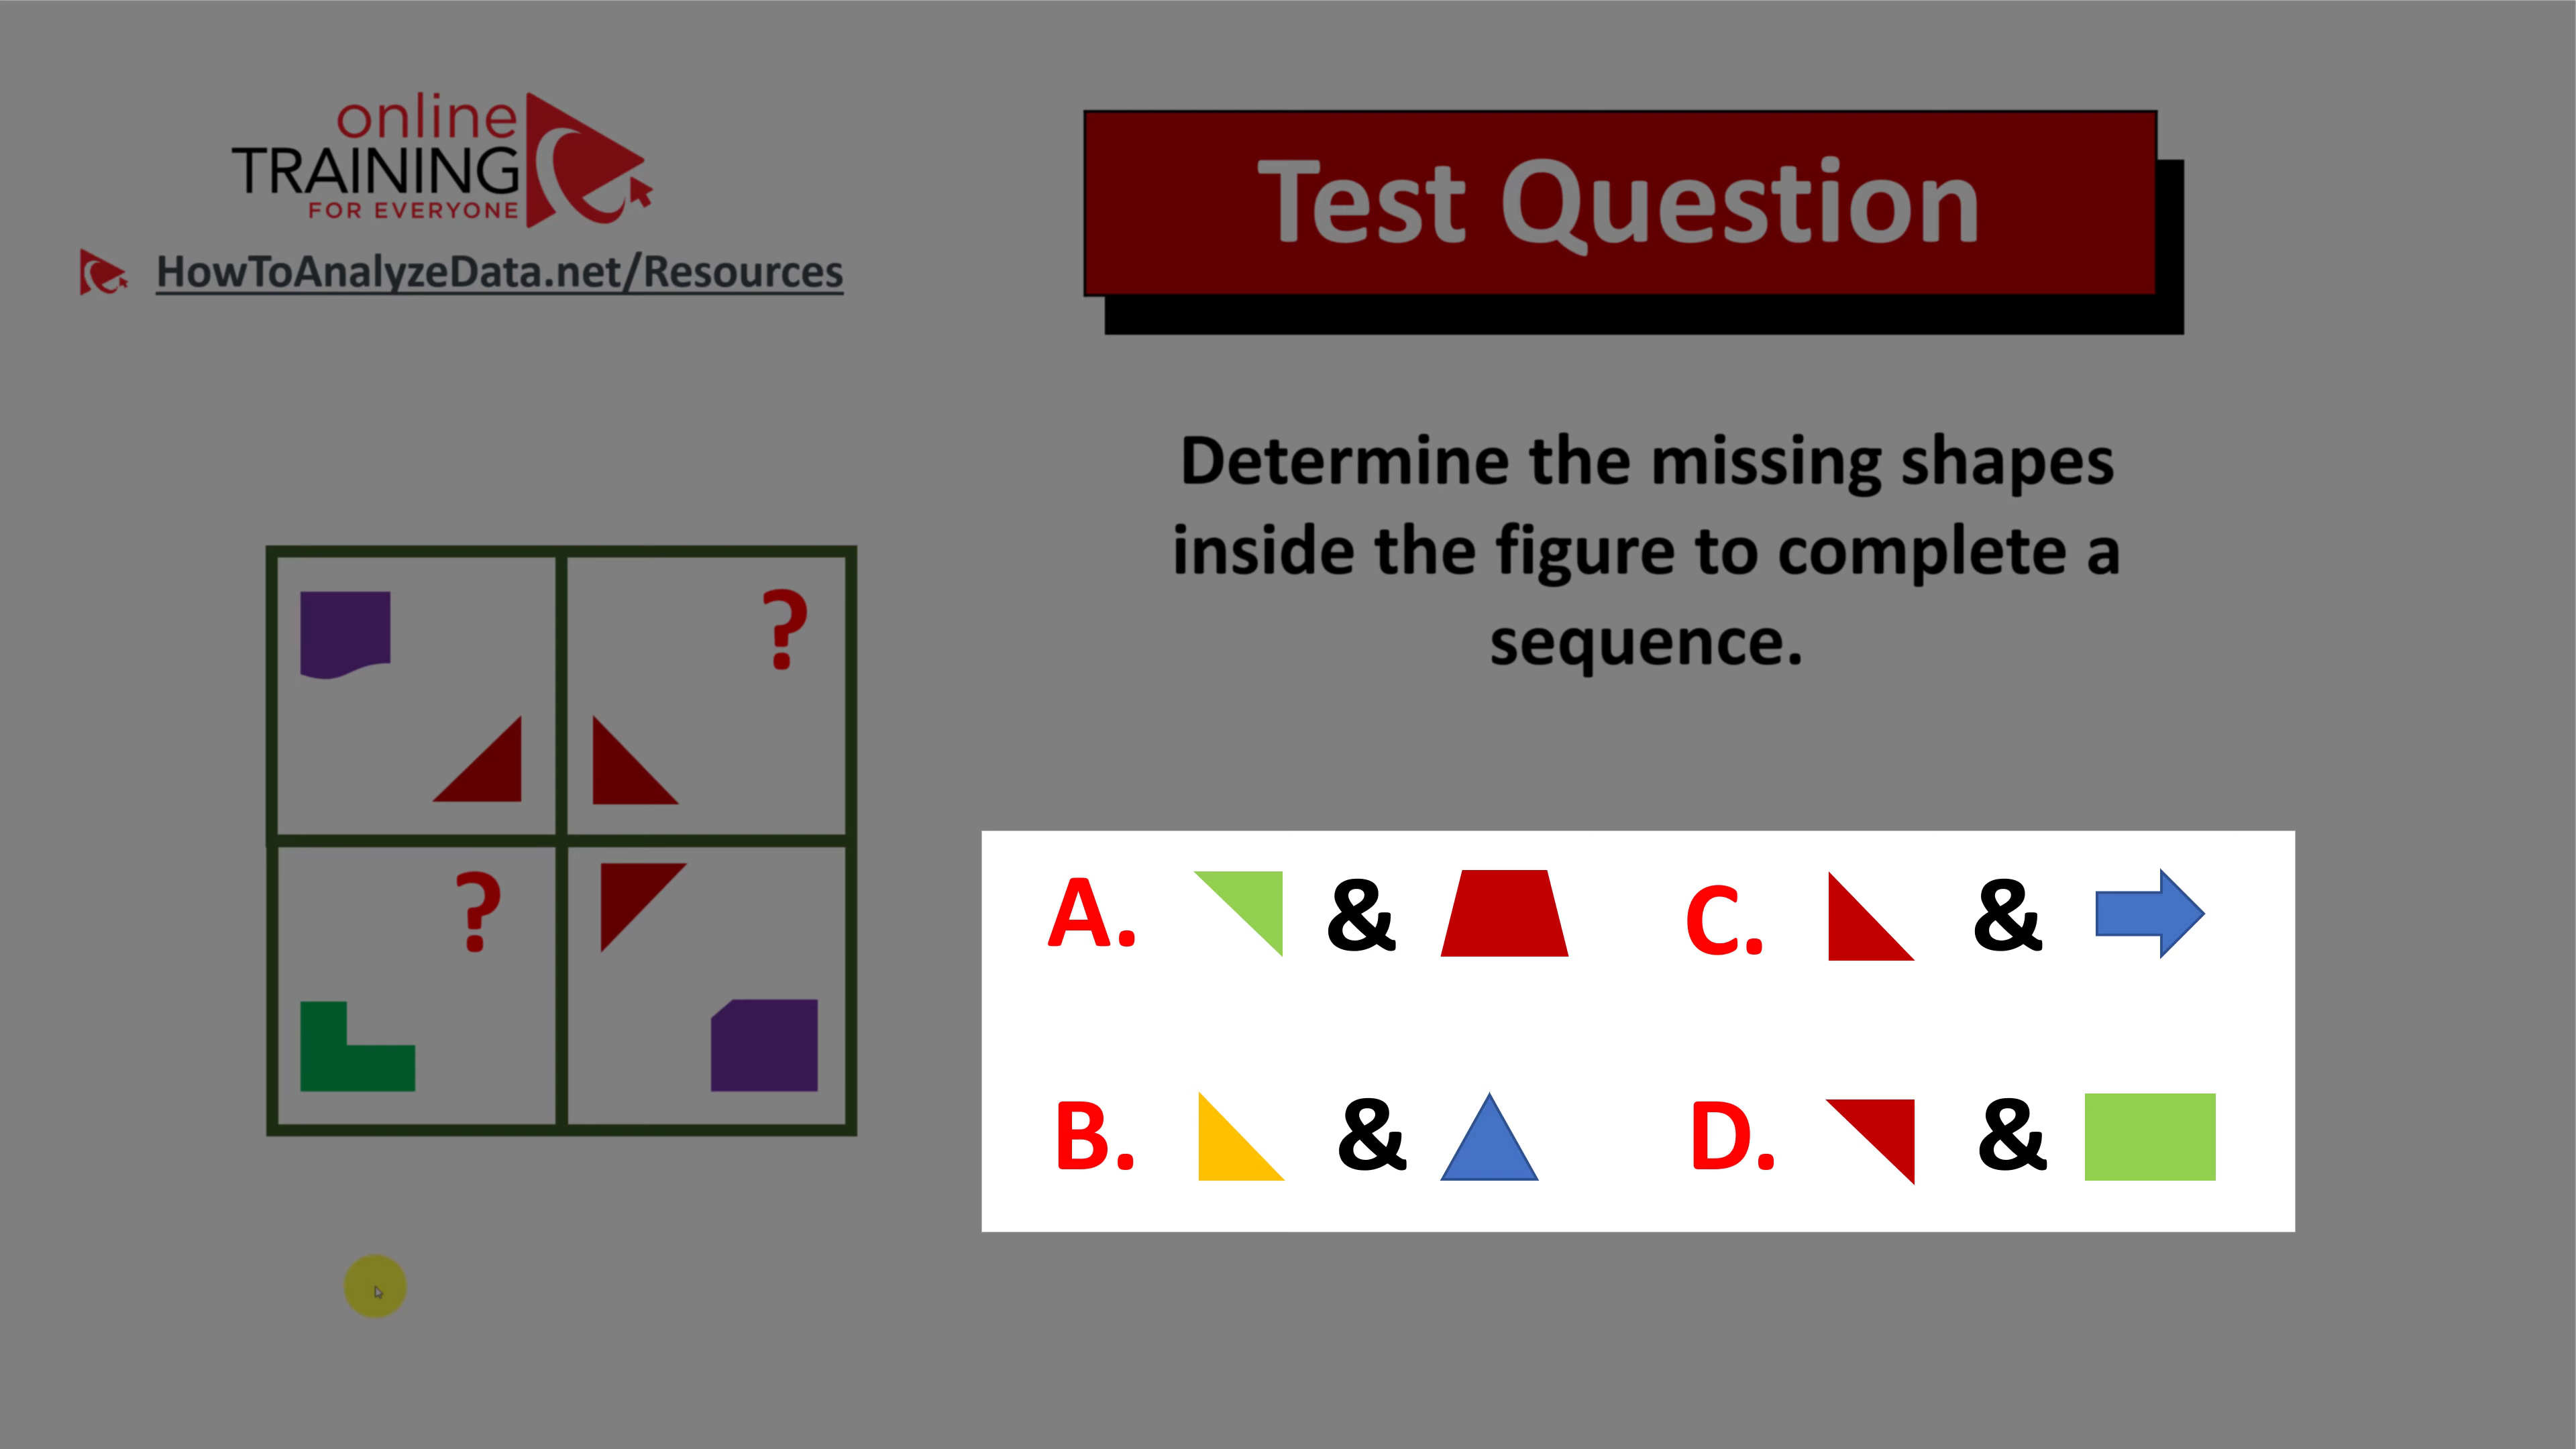 online
TRAINING
FOR EVERYONE
HowToAnalyzeData.net/Resources
Test Question
Determine the missing shapes
inside the figure to complete a
sequence.
?
?
A. & C. &
B. & D. &